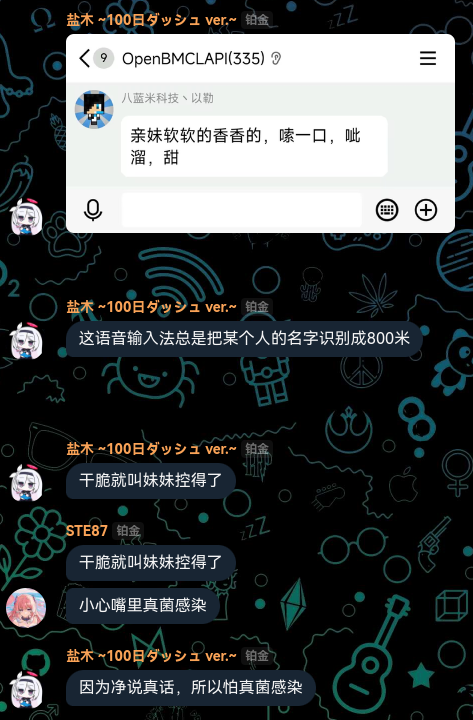 盐木 ~100日ダッシュ ver.~ 铂金
9 OpenBMCLAPI(335)
八蓝米科技丶以勒
亲妹软软的香香的，嗦一口，呲
溜，甜
盐木 ~100日ダッシュ ver.~ 铂金
这语音输入法总是把某个人的名字识别成800米
盐木 ~100日ダッシュ ver.~ 铂金
干脆就叫妹妹控得了
STE87 铂金
干脆就叫妹妹控得了
小心嘴里真菌感染
盐木 ~100日ダッシュ ver.~ 铂金
因为净说真话，所以怕真菌感染